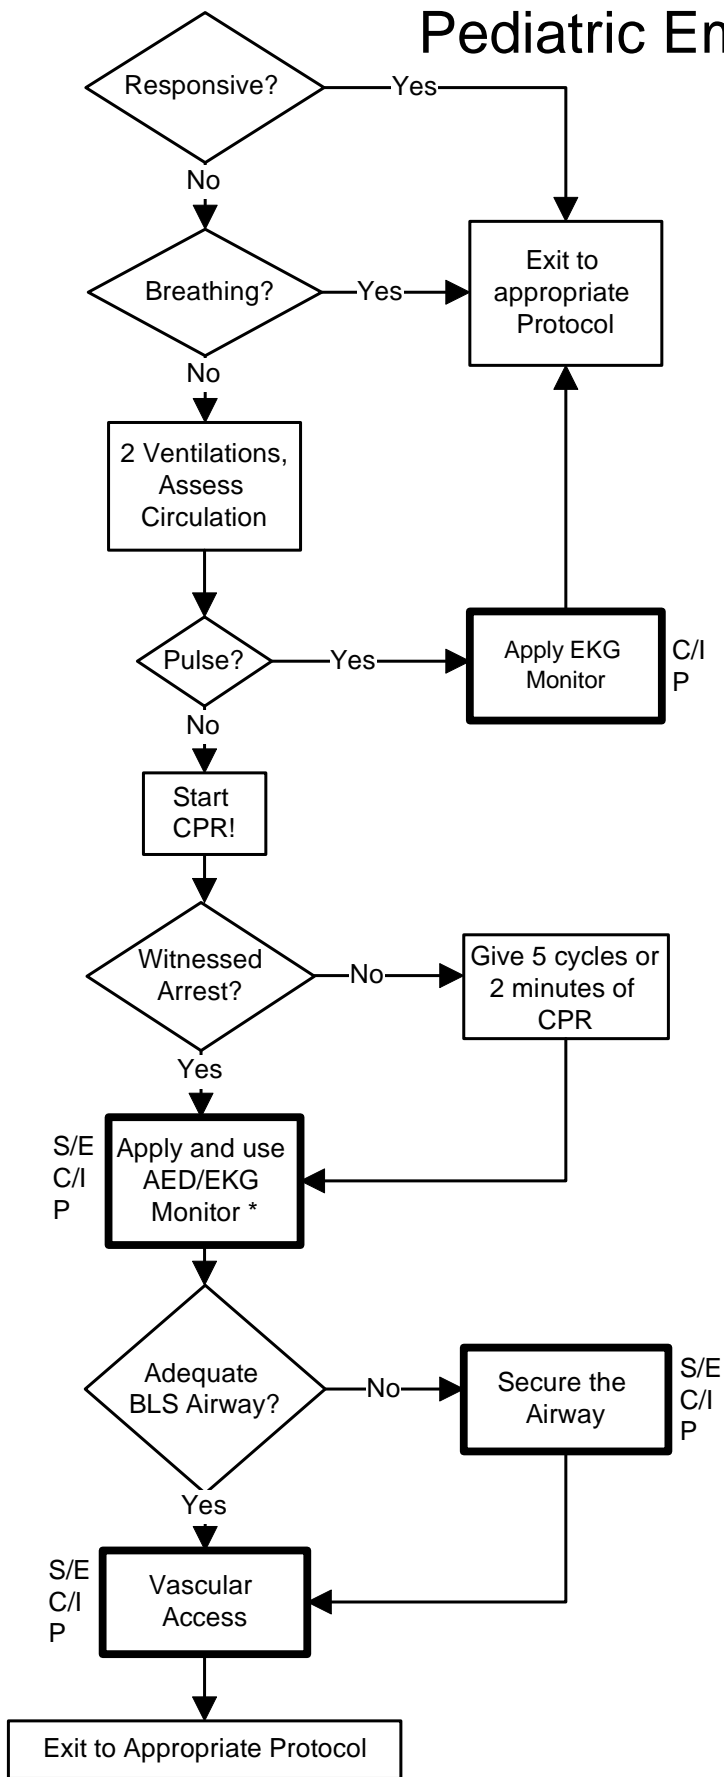 Pediatric En
Responsive?
Yes
No
Breathing?
Yes
Exit to
appropriate
Protocol
No
2 Ventilations,
Assess
Circulation
Pulse?
Yes
Apply EKG
Monitor
C/I
P
No
Start
CPR!
Witnessed
Arrest?
No
Give 5 cycles or
2 minutes of
CPR
Yes
S/E
C/I
P
Apply and use
AED/EKG
Monitor *
Adequate
BLS Airway?
No
Secure the
Airway
S/E
C/I
P
Yes
S/E
C/I
P
Vascular
Access
Exit to Appropriate Protocol